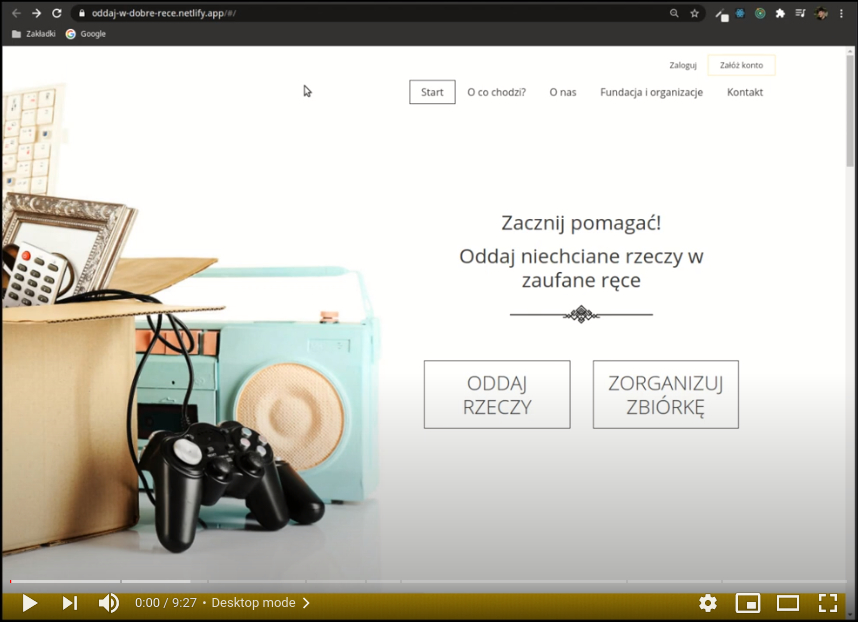 oddaj-w-dobre-rece.netlify.app/#/
Zakładki
Google
Zaloguj
Załóż konto
Start
O co chodzi?
O nas
Fundacja i organizacje
Kontakt
Zacznij pomagać!
Oddaj niechciane rzeczy w
zaufane ręce
ODDAJ
RZECZY
ZORGANIZUJ
ZBIÓRKĘ
0:00 / 9:27 • Desktop mode